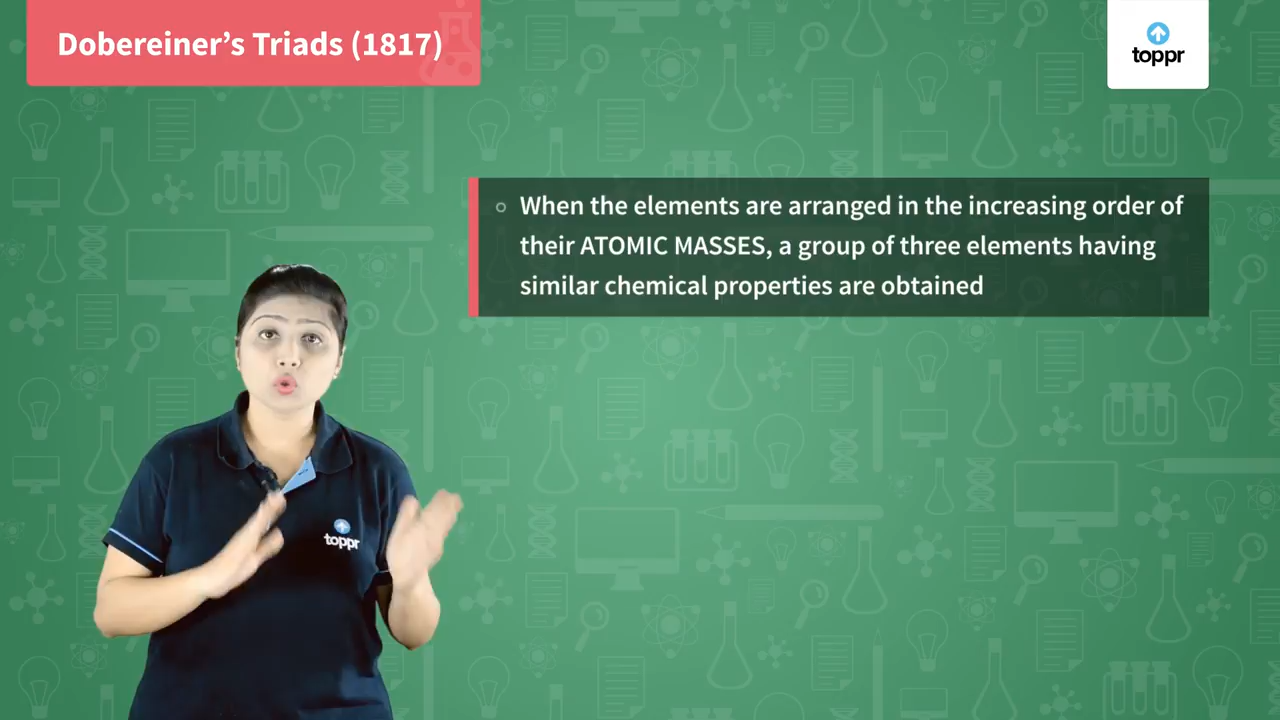 Dobereiner’s Triads (1817)
toppr
When the elements are arranged in the increasing order of
their ATOMIC MASSES, a group of three elements having
similar chemical properties are obtained
toppr